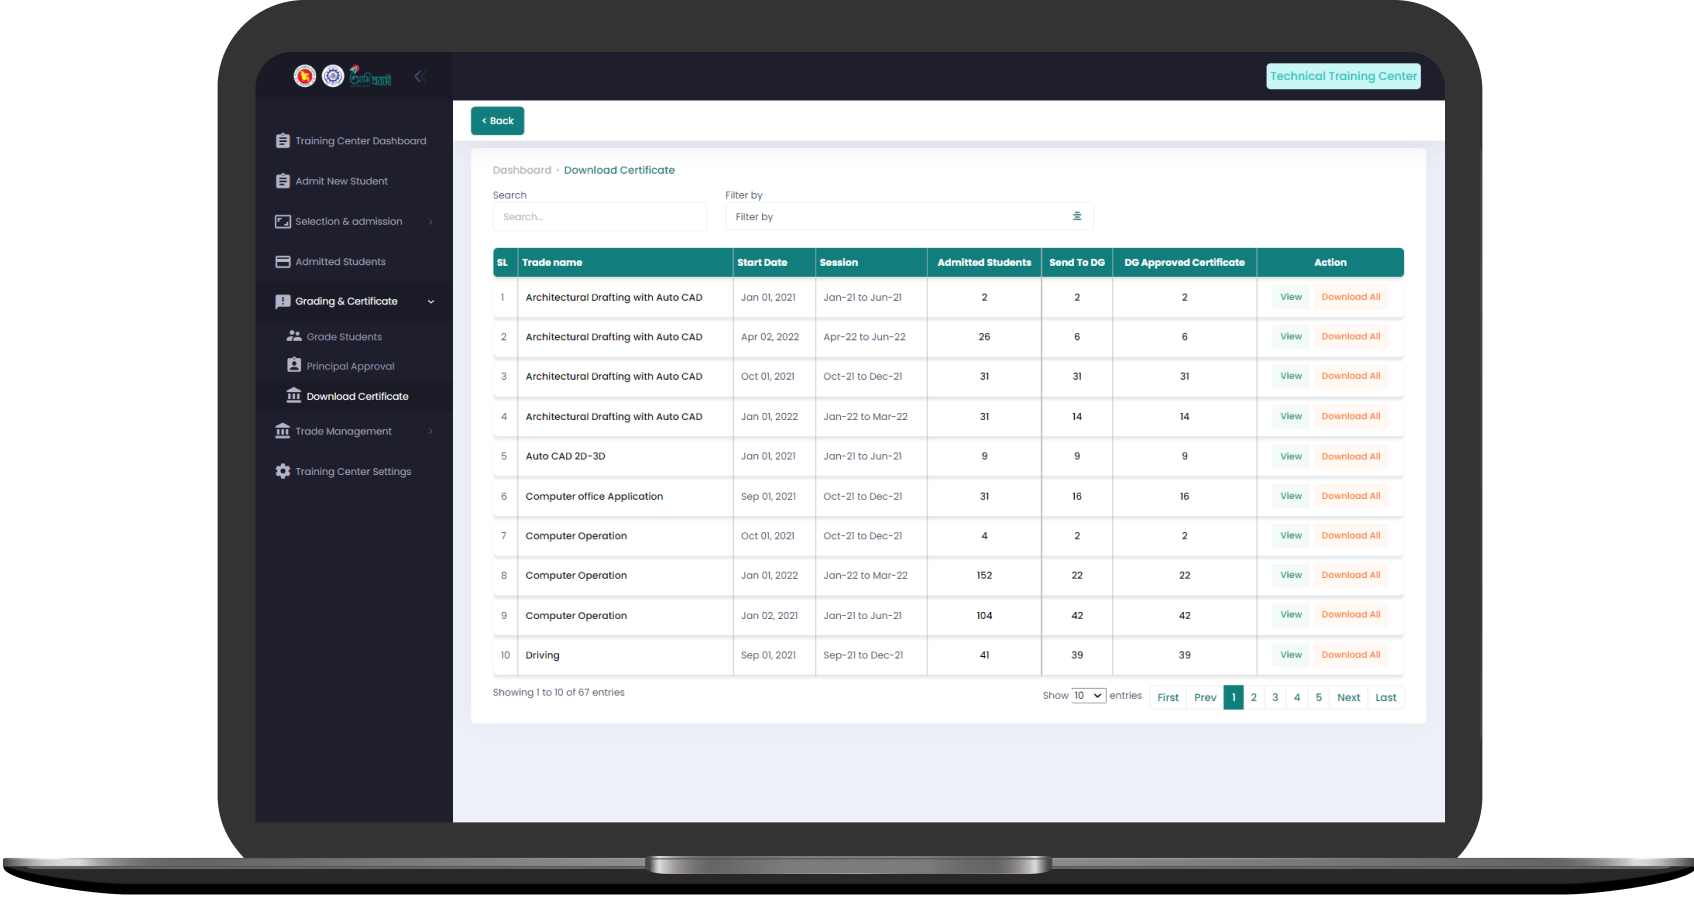 আমি প্রবাসী
Technical Training Center
< Back
Training Center Dashboard
Admit New Student
Selection & admission
Admitted Students
Grading & Certificate
Grade Students
Principal Approval
Download Certificate
Trade Management
Training Center Settings
Dashboard • Download Certificate
Search Filter by
Search... Filter by
SL Trade name Start Date Session Admitted Students Send To DG DG Approved Certificate Action
1 Architectural Drafting with Auto CAD Jan 01, 2021 Jan-21 to Jun-21 2 2 2 View Download All
2 Architectural Drafting with Auto CAD Apr 02, 2022 Apr-22 to Jun-22 26 6 6 View Download All
3 Architectural Drafting with Auto CAD Oct 01, 2021 Oct-21 to Dec-21 31 31 31 View Download All
4 Architectural Drafting with Auto CAD Jan 01, 2022 Jan-22 to Mar-22 31 14 14 View Download All
5 Auto CAD 2D-3D Jan 01, 2021 Jan-21 to Jun-21 9 9 9 View Download All
6 Computer office Application Sep 01, 2021 Oct-21 to Dec-21 31 16 16 View Download All
7 Computer Operation Oct 01, 2021 Oct-21 to Dec-21 4 2 2 View Download All
8 Computer Operation Jan 01, 2022 Jan-22 to Mar-22 152 22 22 View Download All
9 Computer Operation Jan 02, 2021 Jan-21 to Jun-21 104 42 42 View Download All
10 Driving Sep 01, 2021 Sep-21 to Dec-21 41 39 39 View Download All
Showing 1 to 10 of 67 entries
Show 10 entries First Prev 1 2 3 4 5 Next Last